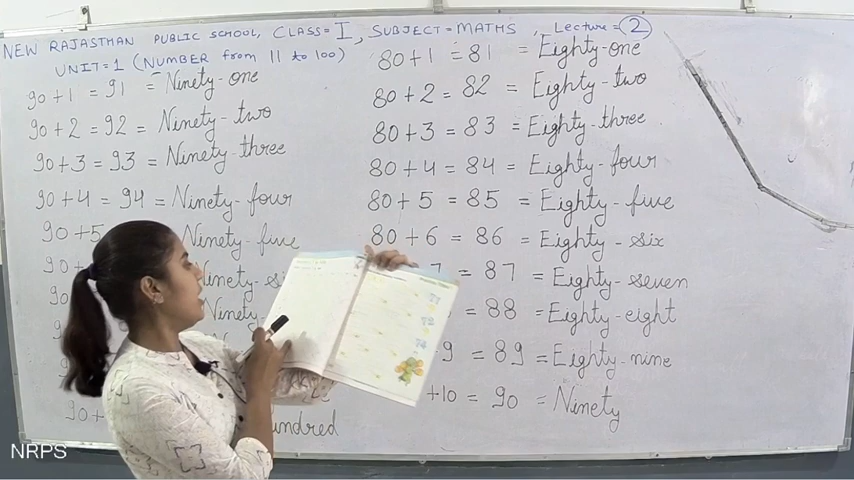 NEW RAJASTHAN PUBLIC SCHOOL, CLASS=I, SUBJECT=MATHS, Lecture=2
UNIT=1 (NUMBER from 11 to 100)
90+1 = 91 = Ninety-one
90+2 = 92 = Ninety-two
90+3 = 93 = Ninety-three
90+4 = 94 = Ninety-four
90+5 Ninety-five
80+1 = 81 = Eighty-one
80+2 = 82 = Eighty-two
80+3 = 83 = Eighty-three
80+4 = 84 = Eighty-four
80+5 = 85 = Eighty-five
80+6 = 86 = Eighty-six
7 = 87 = Eighty-seven
= 88 = Eighty-eight
9 = 89 = Eighty-nine
+10 = 90 = Ninety
NRPS